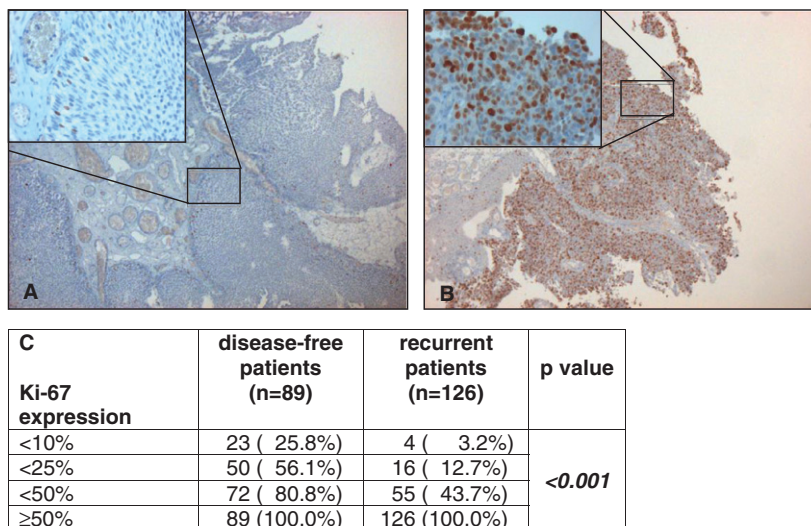 A
B
C
disease-free patients (n=89)
recurrent patients (n=126)
p value
Ki-67 expression
<10% 23 ( 25.8%) 4 ( 3.2%)
<25% 50 ( 56.1%) 16 ( 12.7%)
<0.001
<50% 72 ( 80.8%) 55 ( 43.7%)
≥50% 89 (100.0%) 126 (100.0%)